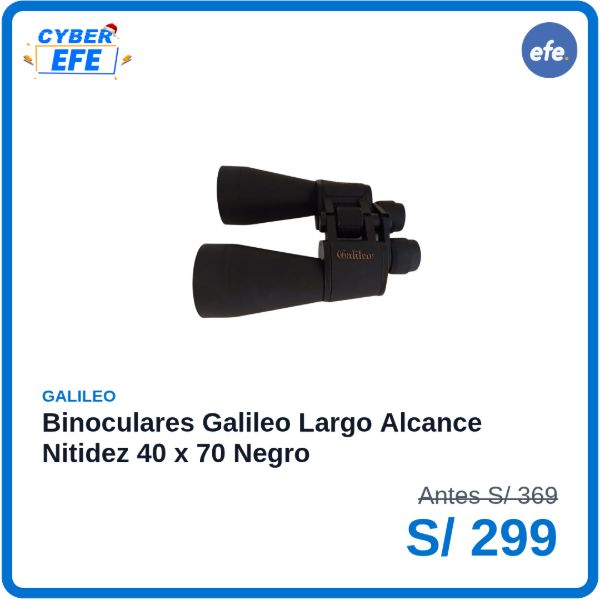 CYBER
EFE
efe.
Galileo
GALILEO
Binoculares Galileo Largo Alcance
Nitidez 40 x 70 Negro
Antes S/ 369
S/ 299